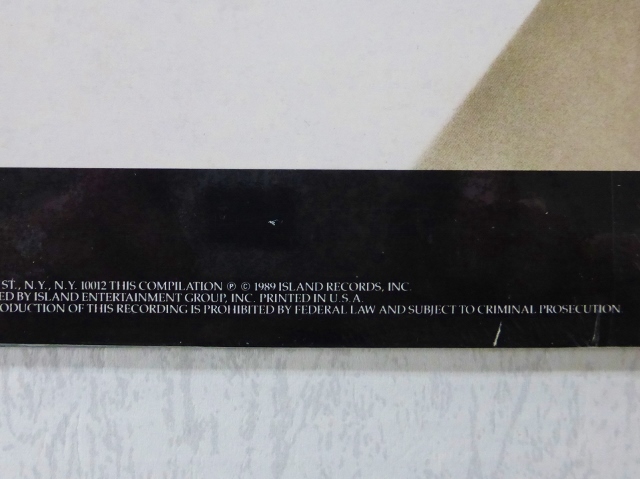 ST., N.Y., N.Y. 10012 THIS COMPILATION ℗ © 1989 ISLAND RECORDS, INC.
ED BY ISLAND ENTERTAINMENT GROUP, INC. PRINTED IN U.S.A.
ODUCTION OF THIS RECORDING IS PROHIBITED BY FEDERAL LAW AND SUBJECT TO CRIMINAL PROSECUTION